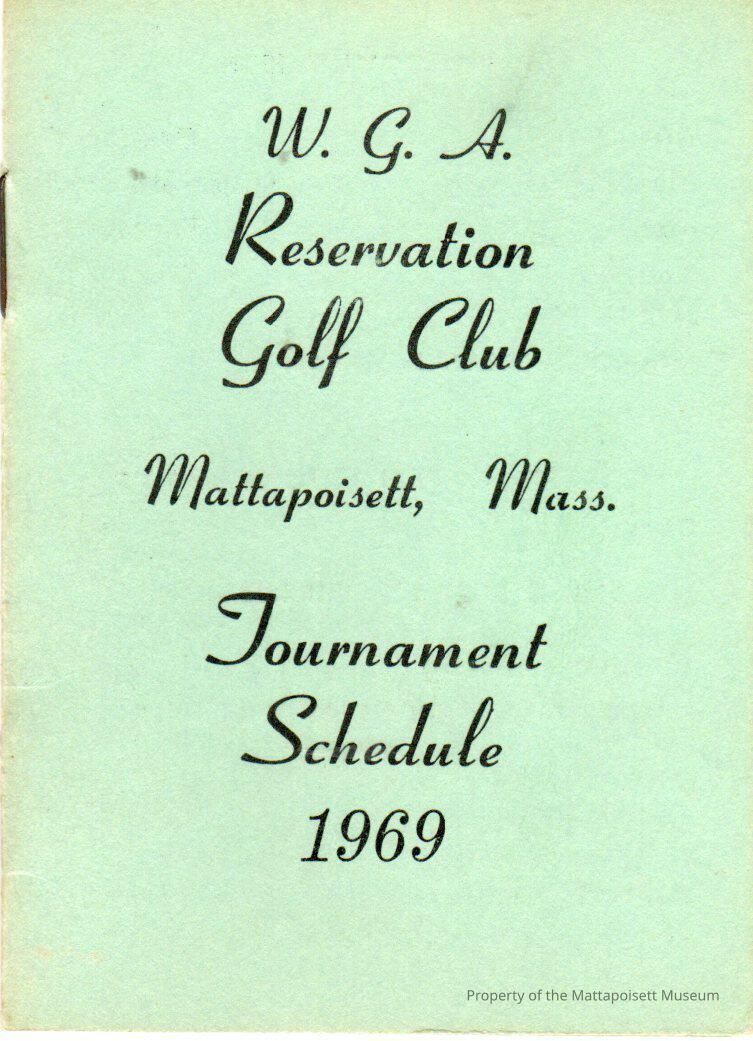 W. G. A.
Reservation
Golf Club
Mattapoisett, Mass.
Tournament
Schedule
1969
Property of the Mattapoisett Museum